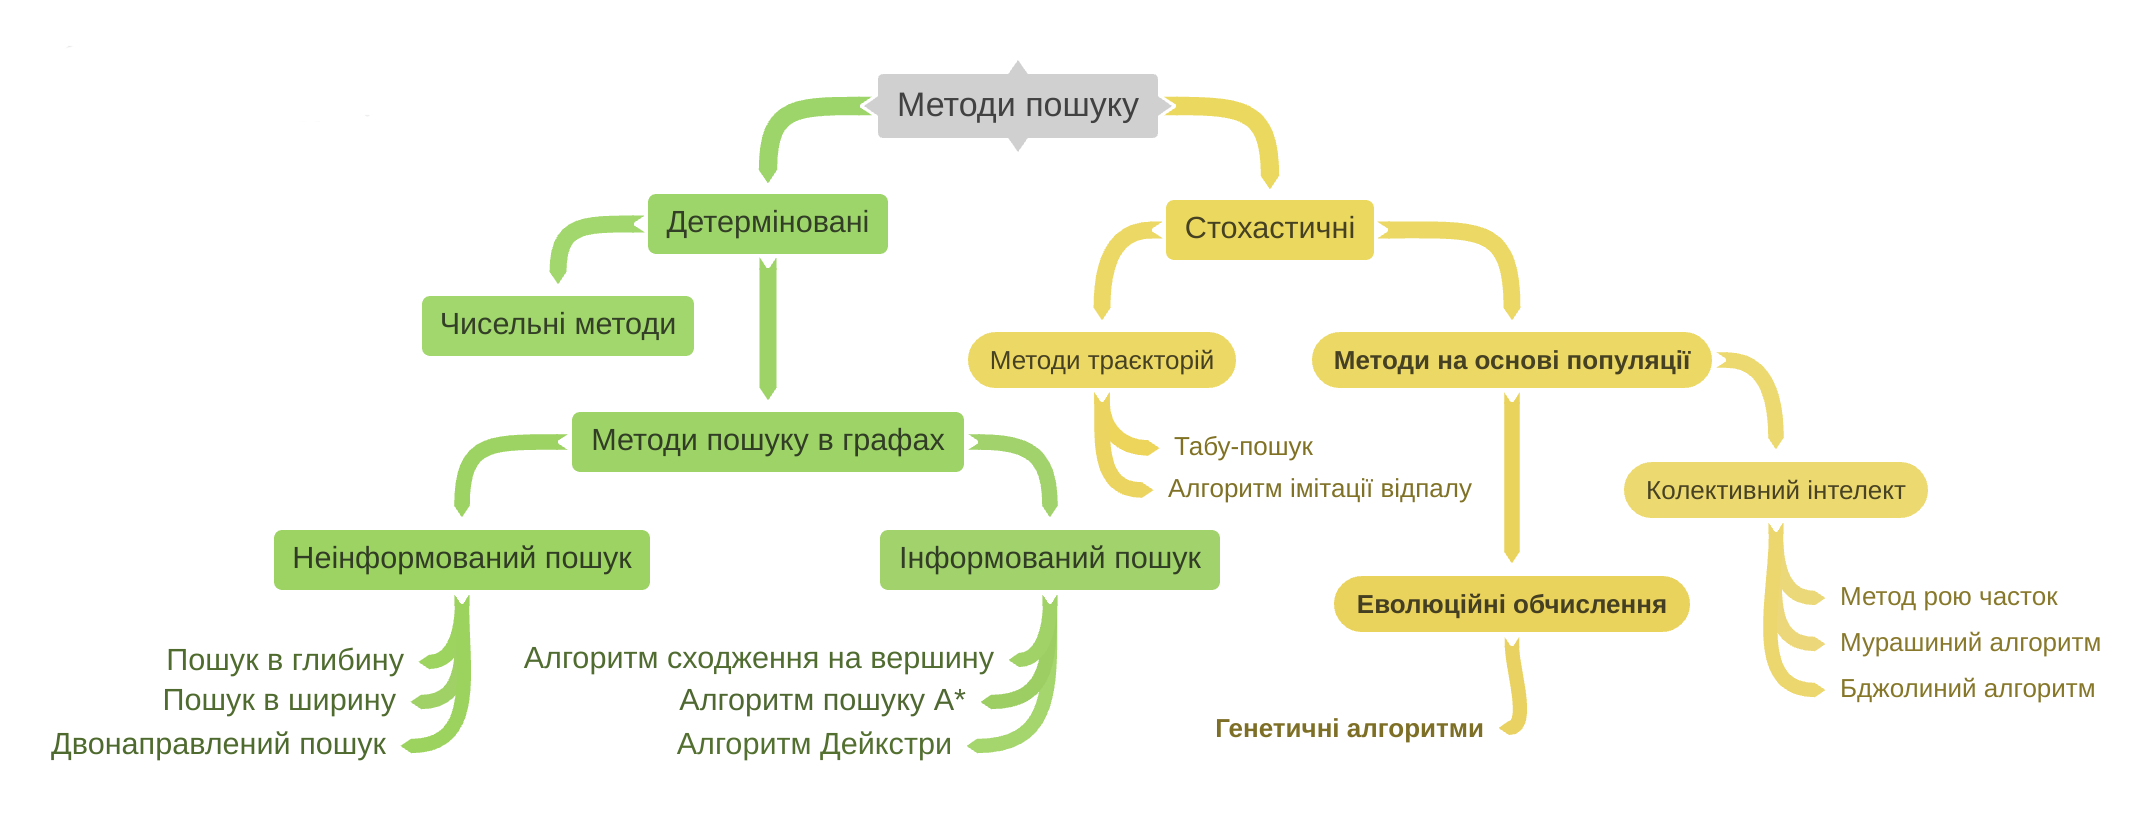 Методи пошуку
Детерміновані
Стохастичні
Чисельні методи
Методи траєкторій
Методи на основі популяції
Методи пошуку в графах
Табу-пошук
Алгоритм імітації відпалу
Колективний інтелект
Неінформований пошук
Інформований пошук
Еволюційні обчислення
Метод рою часток
Мурашиний алгоритм
Бджолиний алгоритм
Пошук в глибину
Пошук в ширину
Двонаправлений пошук
Алгоритм сходження на вершину
Алгоритм пошуку A*
Алгоритм Дейкстри
Генетичні алгоритми